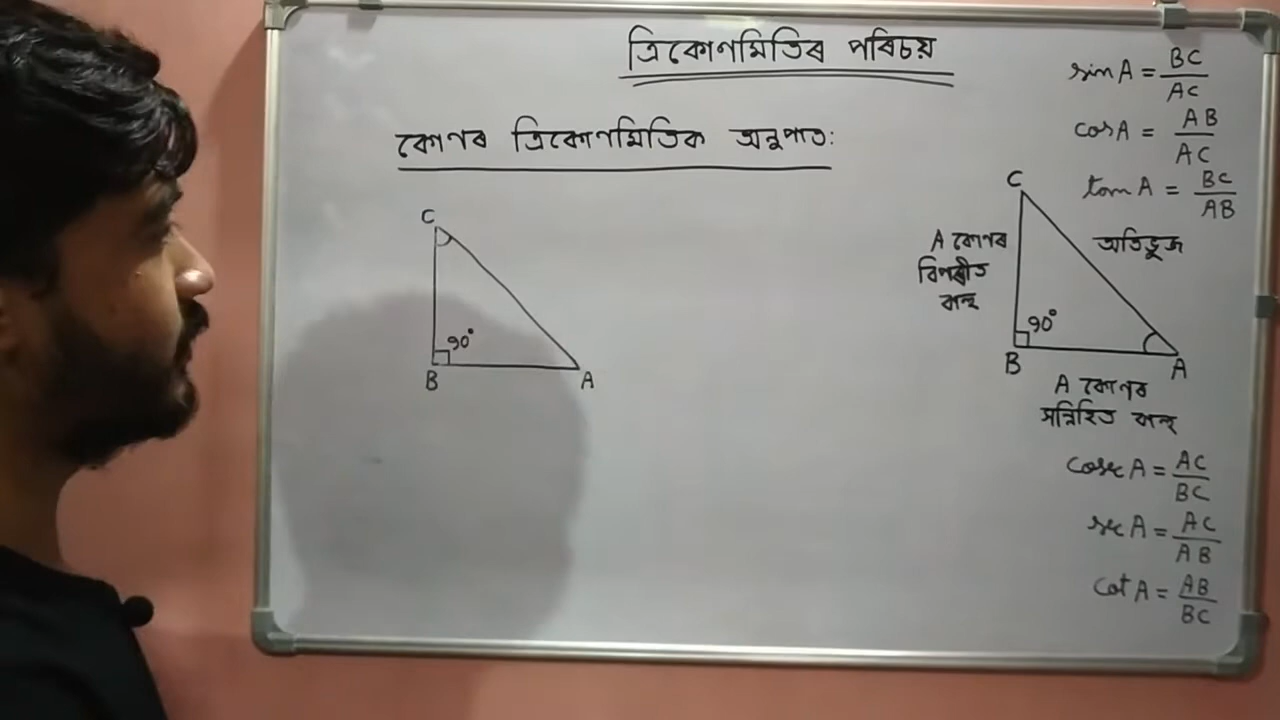 ত্ৰিকোণমিতিৰ পৰিচয়
কোণৰ ত্ৰিকোণমিতিক অনুপাত:
C
90°
B
A
sin A = BC/AC
cos A = AB/AC
tan A = BC/AB
C
A কোণৰ
বিপৰীত
বাহু
অতিভূজ
90°
B
A
A কোণৰ
সন্নিহিত বাহু
cosec A = AC/BC
sec A = AC/AB
cot A = AB/BC